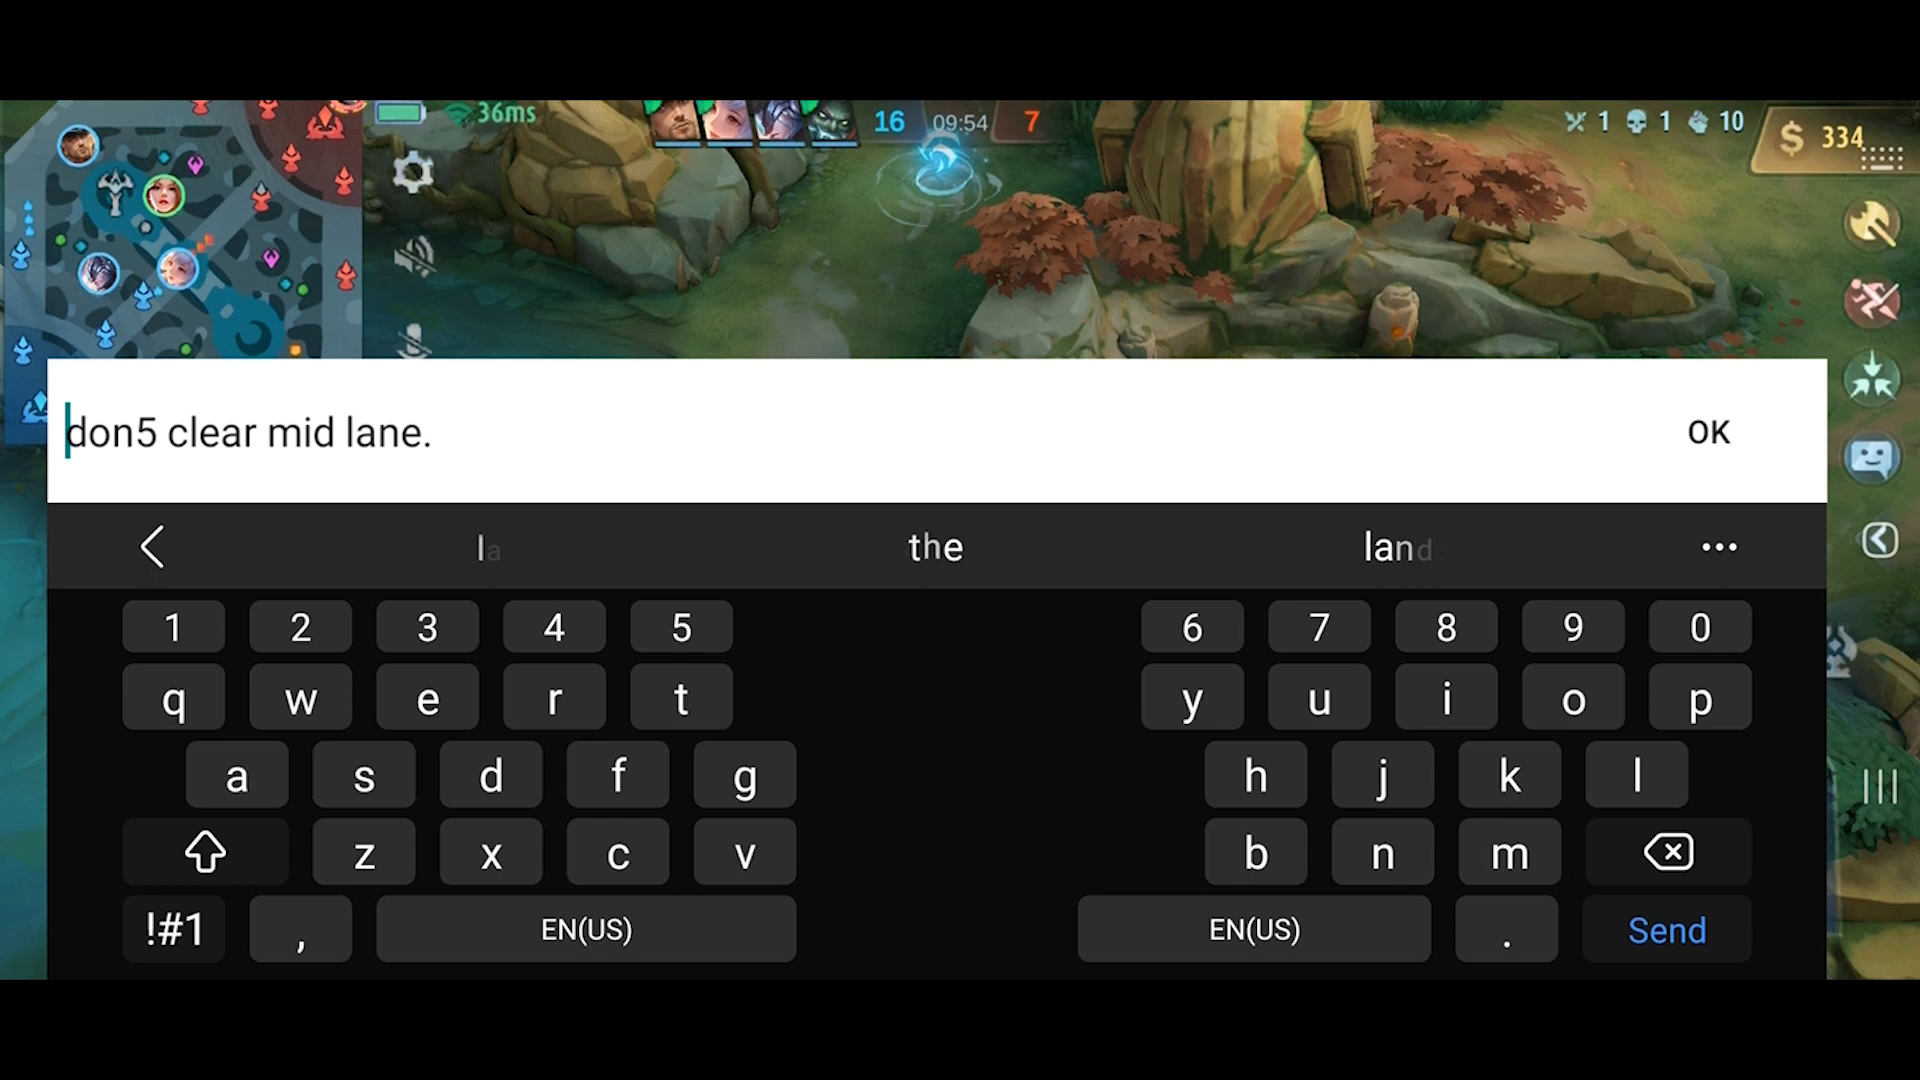 36ms
16 09:54 7
1 1 10
$ 334
don5 clear mid lane.
OK
la the land
1 2 3 4 5 6 7 8 9 0
q w e r t y u i o p
a s d f g h j k l
z x c v b n m
!#1 , EN(US) EN(US) . Send